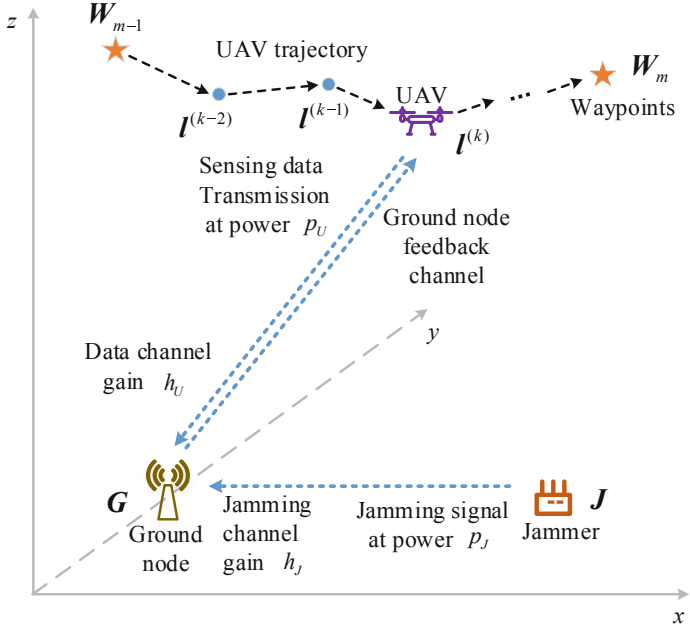 z
W_{m-1}
UAV trajectory
UAV
W_m
Waypoints
l^{(k-2)}
l^{(k-1)}
l^{(k)}
Sensing data
Transmission
at power p_U
Ground node
feedback
channel
y
Data channel
gain h_U
G
Ground
node
Jamming
channel
gain h_J
Jamming signal
at power p_J
J
Jammer
x